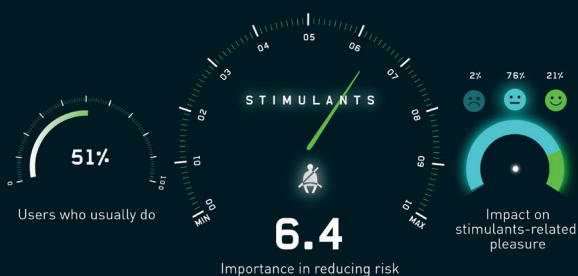 51%
0
100
Users who usually do
STIMULANTS
MIN
00
01
02
03
04
05
06
07
08
09
10
MAX
6.4
Importance in reducing risk
2%
76%
21%
Impact on
stimulants-related
pleasure